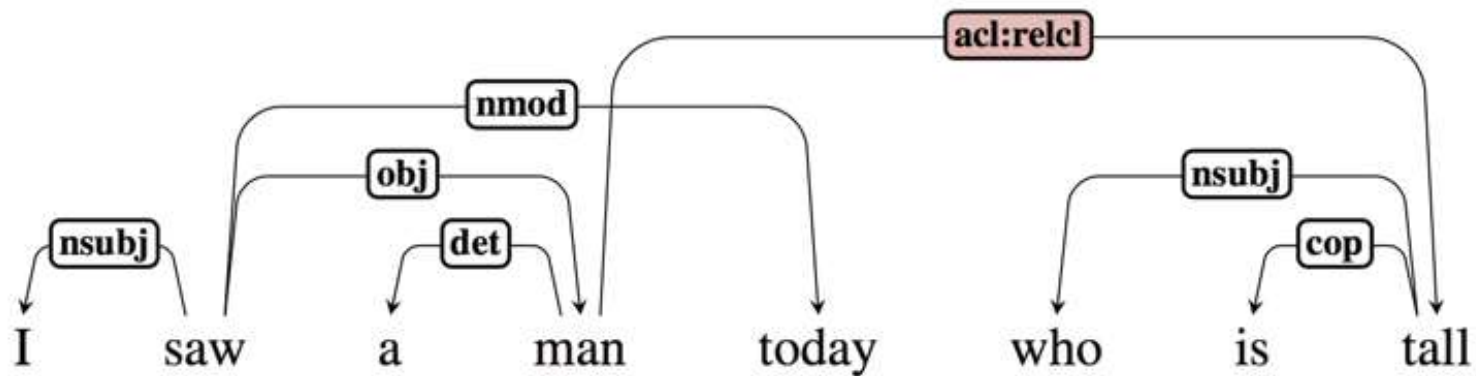 acl:relcl
nmod
obj nsubj
nsubj det cop
I saw a man today who is tall